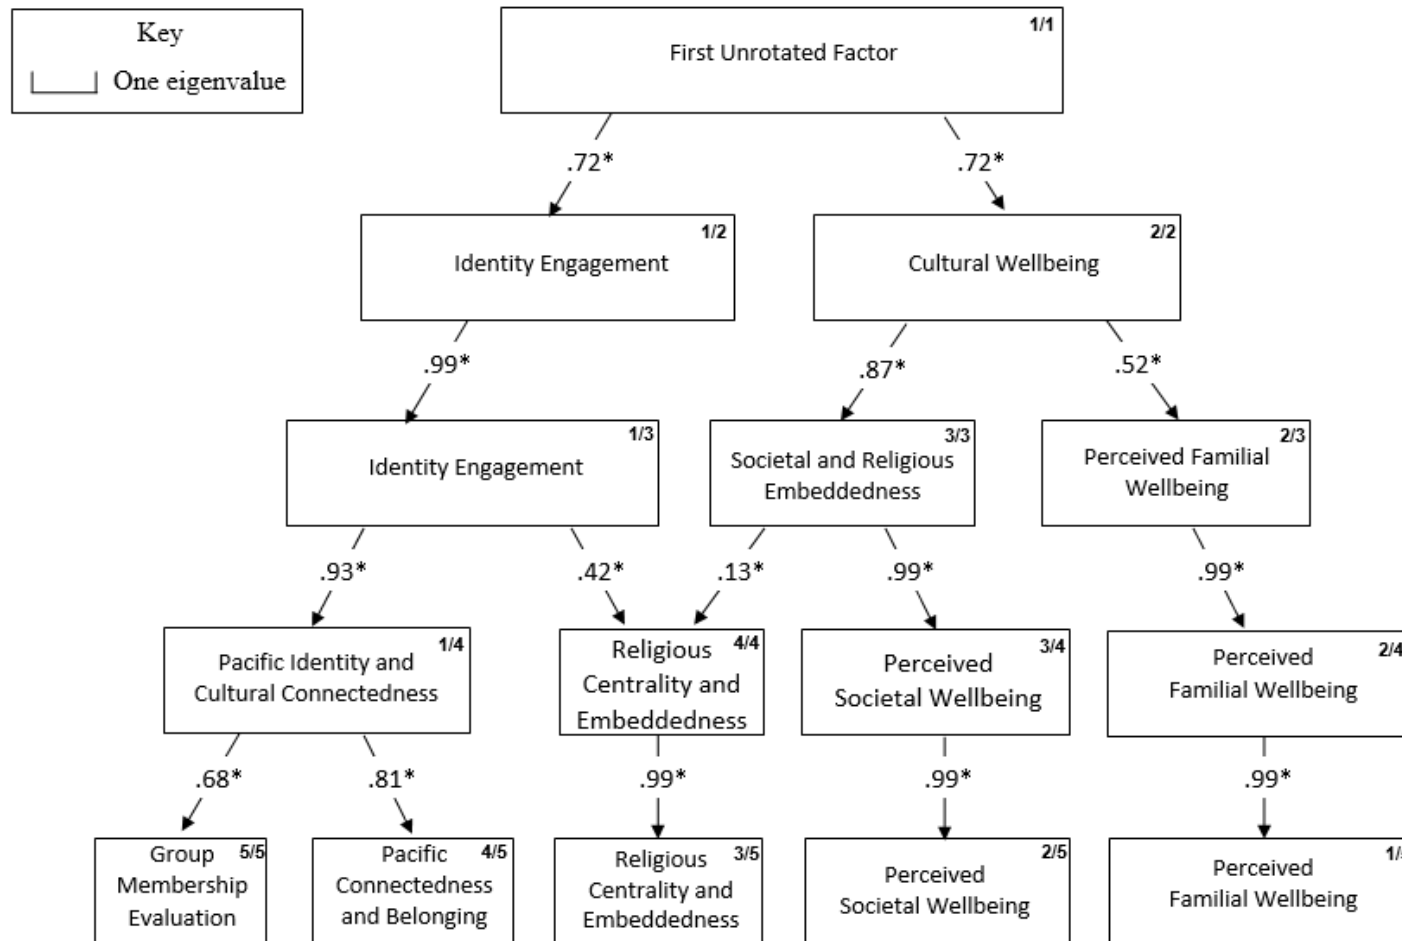 Key
One eigenvalue
1/1
First Unrotated Factor
.72*
.72*
1/2
Identity Engagement
2/2
Cultural Wellbeing
.99*
.87*
.52*
1/3
Identity Engagement
3/3
Societal and Religious
Embeddedness
2/3
Perceived Familial
Wellbeing
.93*
.42*
.13*
.99*
.99*
1/4
Pacific Identity and
Cultural Connectedness
4/4
Religious
Centrality and
Embeddedness
3/4
Perceived
Societal Wellbeing
2/4
Perceived
Familial Wellbeing
.68*
.81*
.99*
.99*
.99*
5/5
Group
Membership
Evaluation
4/5
Pacific
Connectedness
and Belonging
3/5
Religious
Centrality and
Embeddedness
2/5
Perceived
Societal Wellbeing
Perceived
Familial Wellbeing